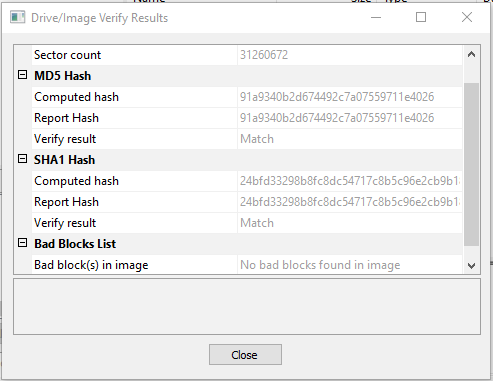 Drive/Image Verify Results
Sector count 31260672
MD5 Hash
Computed hash 91a9340b2d674492c7a07559711e4026
Report Hash 91a9340b2d674492c7a07559711e4026
Verify result Match
SHA1 Hash
Computed hash 24bfd33298b8fc8dc54717c8b5c96e2cb9b1
Report Hash 24bfd33298b8fc8dc54717c8b5c96e2cb9b1
Verify result Match
Bad Blocks List
Bad block(s) in image No bad blocks found in image
Close